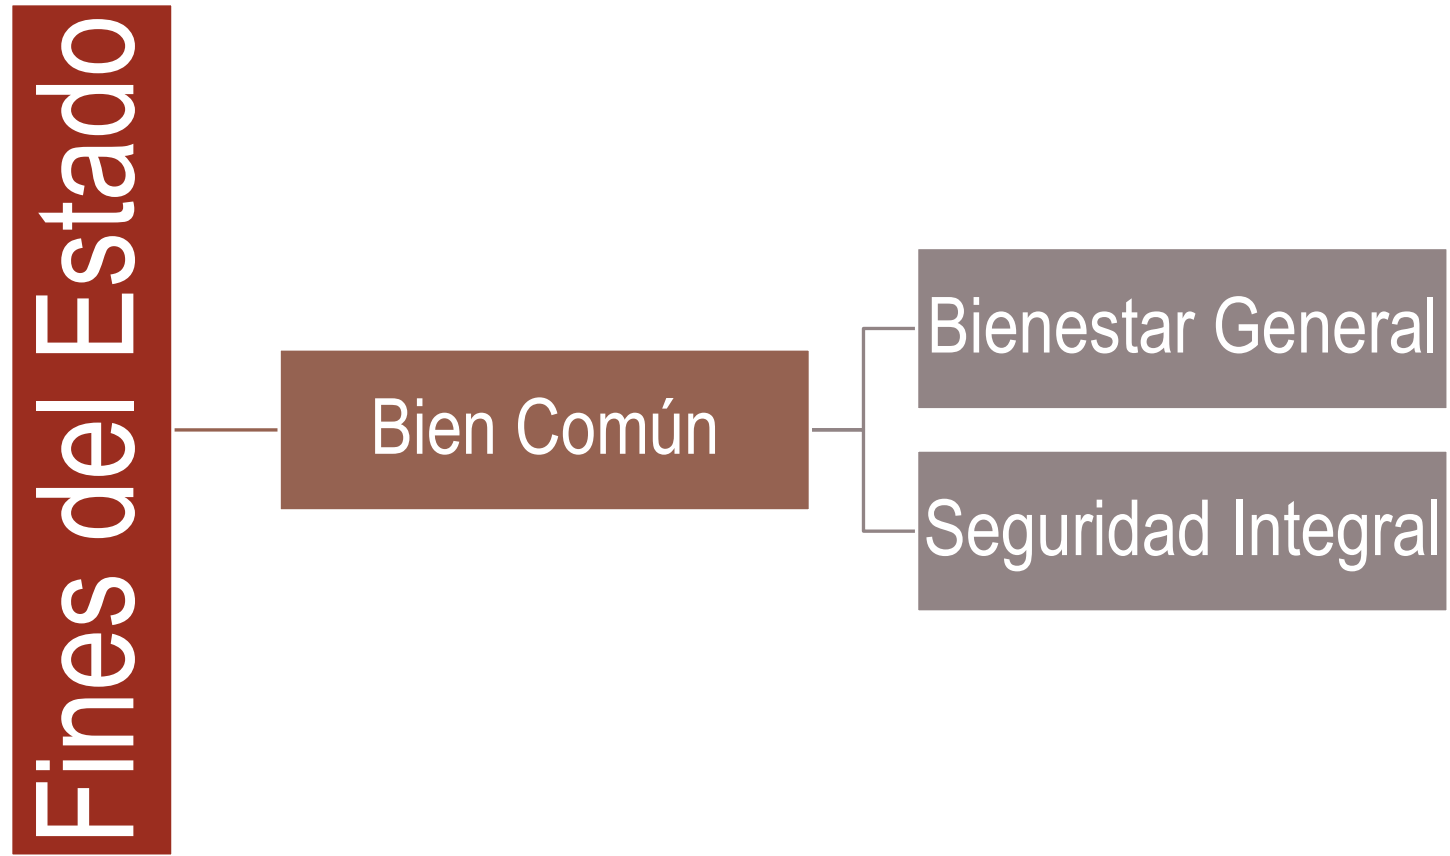 Fines del Estado
Bien Común
Bienestar General
Seguridad Integral